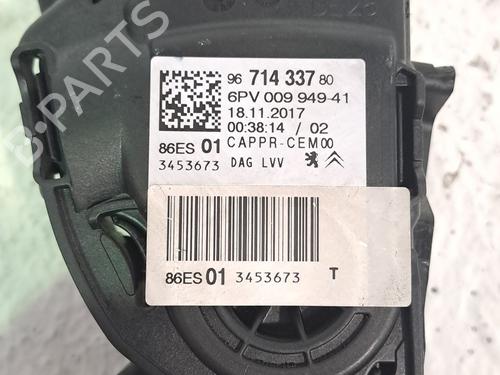 96 714 337 80
6PV 009 949-41
18.11.2017
00:38:14 / 02
86ES 01 CAPPR-CEM00
3453673 DAG LVV
86ES 01 3453673 T
B-PARTS